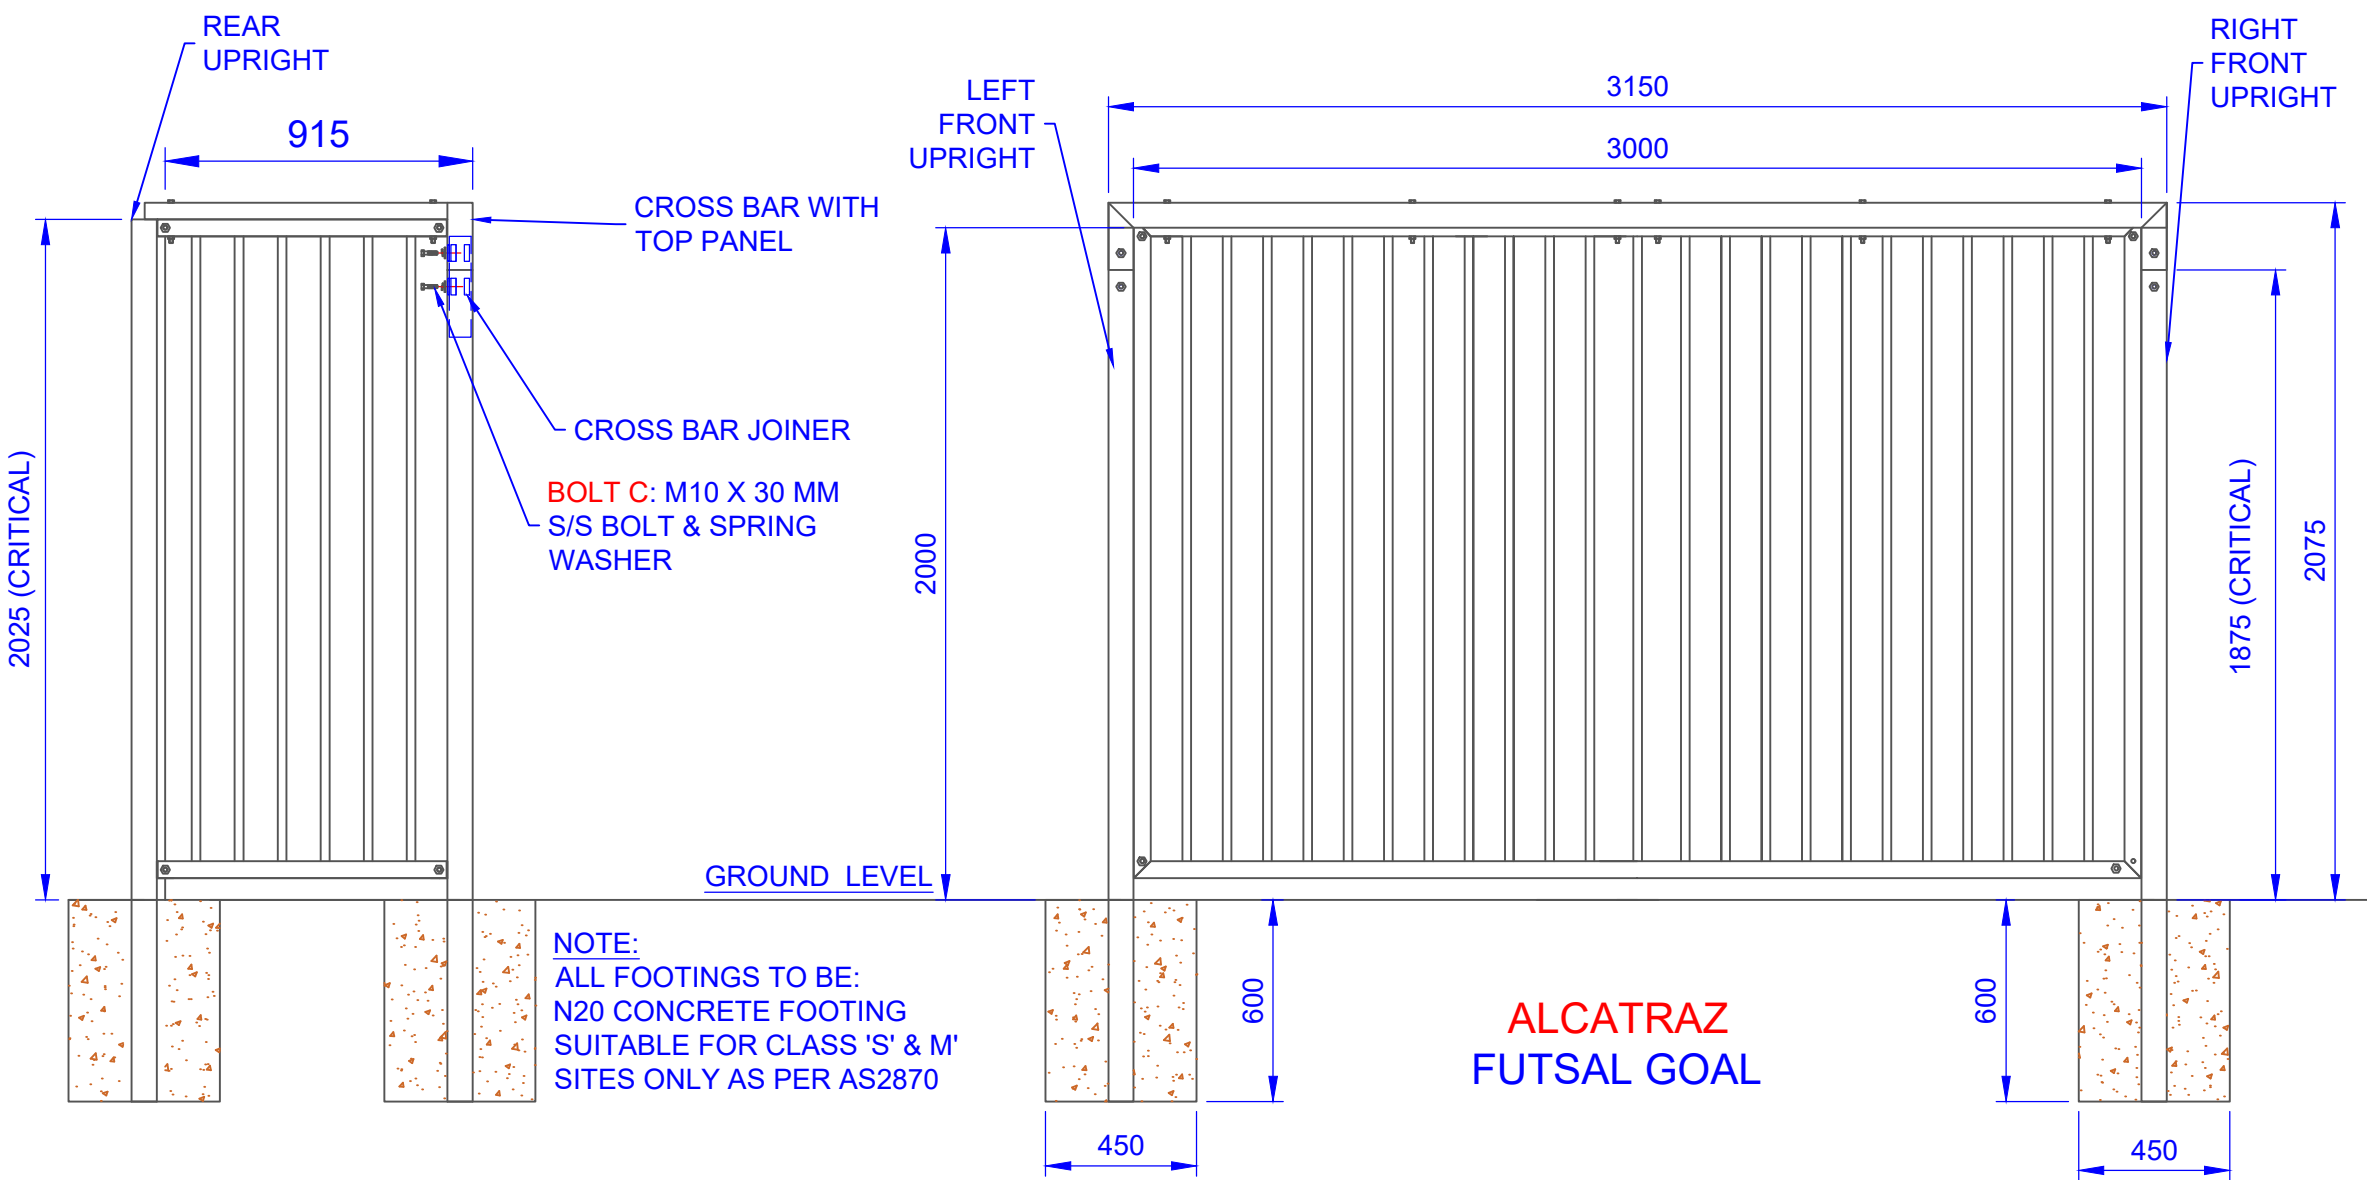 REAR
UPRIGHT
915
CROSS BAR WITH
TOP PANEL
CROSS BAR JOINER
BOLT C: M10 X 30 MM
S/S BOLT & SPRING
WASHER
2025 (CRITICAL)
GROUND LEVEL
NOTE:
ALL FOOTINGS TO BE:
N20 CONCRETE FOOTING
SUITABLE FOR CLASS 'S' & M'
SITES ONLY AS PER AS2870
LEFT
FRONT
UPRIGHT
3150
3000
RIGHT
FRONT
UPRIGHT
2000
1875 (CRITICAL)
2075
600
600
ALCATRAZ
FUTSAL GOAL
450
450